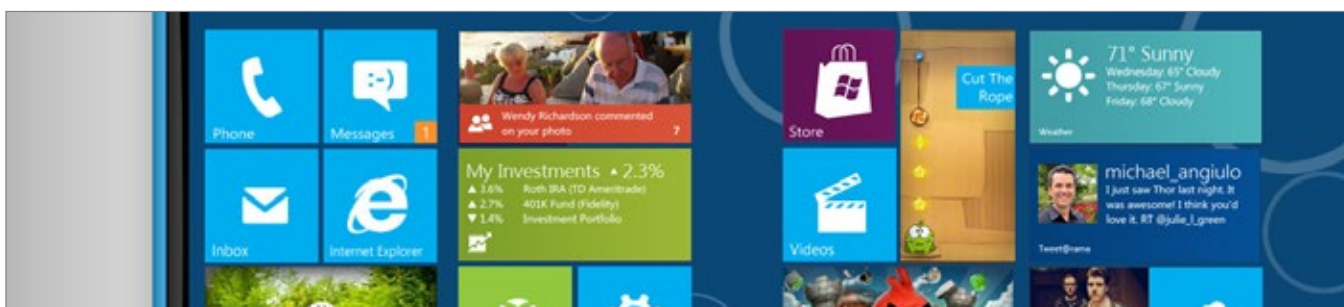 Phone
Messages
1
Wendy Richardson commented
on your photo
7
Store
Cut The
Rope
71° Sunny
Wednesday: 65° Cloudy
Thursday: 67° Sunny
Friday: 68° Cloudy
Weather
Inbox
Internet Explorer
My Investments ▲ 2.3%
▲ 3.6% Roth IRA (TD Ameritrade)
▲ 2.7% 401K Fund (Fidelity)
▼ 1.4% Investment Portfolio
Videos
michael_angiulo
I just saw Thor last night. It
was awesome! I think you'd
love it. RT @julie_l_green
Tweet@rama